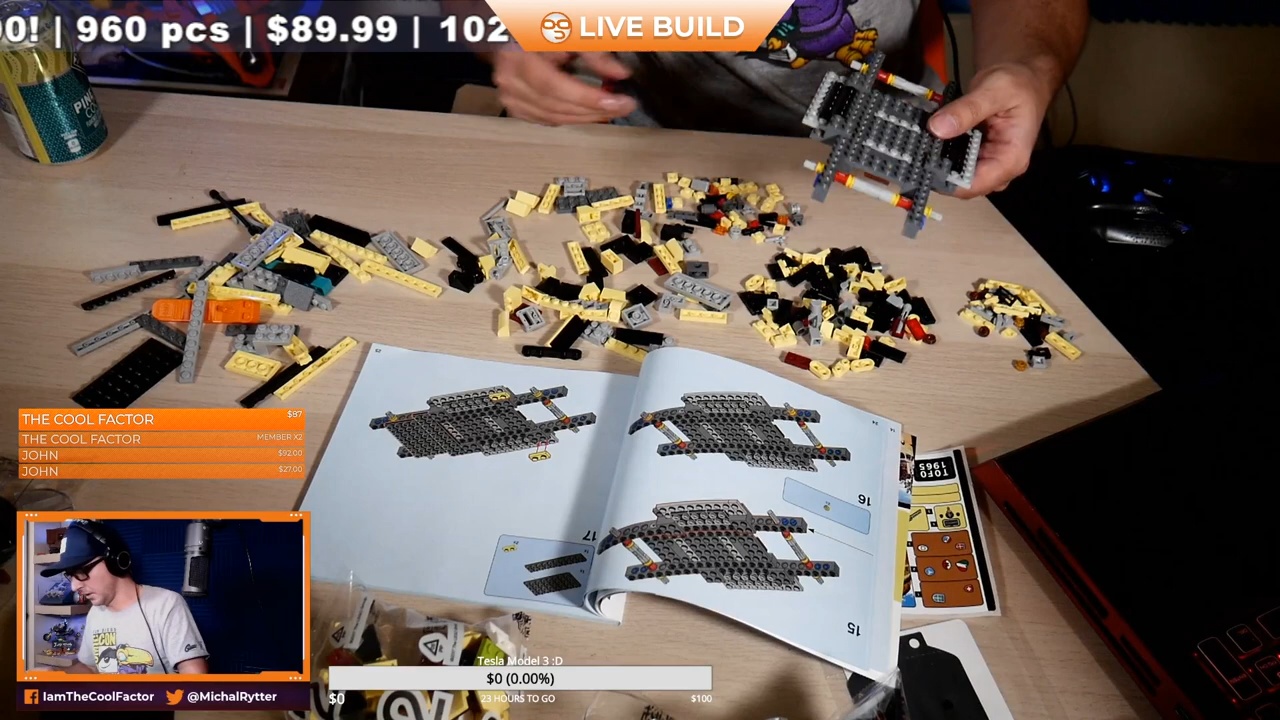 0! | 960 pcs | $89.99 | 102
LIVE BUILD
THE COOL FACTOR $87
THE COOL FACTOR MEMBER X2
JOHN $92.00
JOHN $27.00
TOFO
1965
16
17
15
Tesla Model 3 :D
$0 (0.00%)
$0 23 HOURS TO GO $100
IamTheCoolFactor @MichalRytter